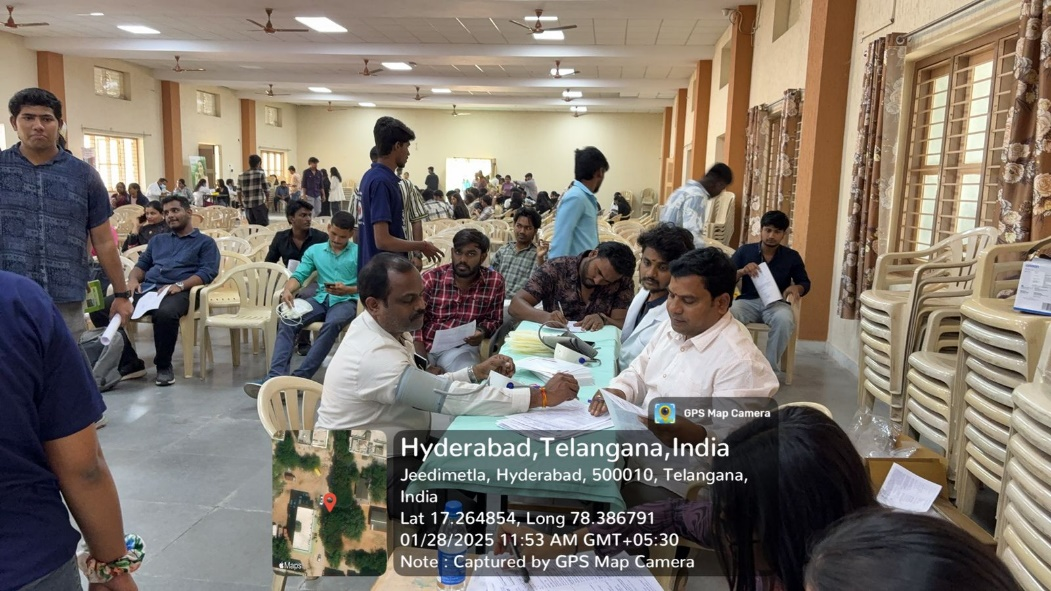 GPS Map Camera
Hyderabad,Telangana,India
Jeedimetla, Hyderabad, 500010, Telangana,
India
Lat 17.264854, Long 78.386791
01/28/2025 11:53 AM GMT+05:30
Note : Captured by GPS Map Camera
Maps